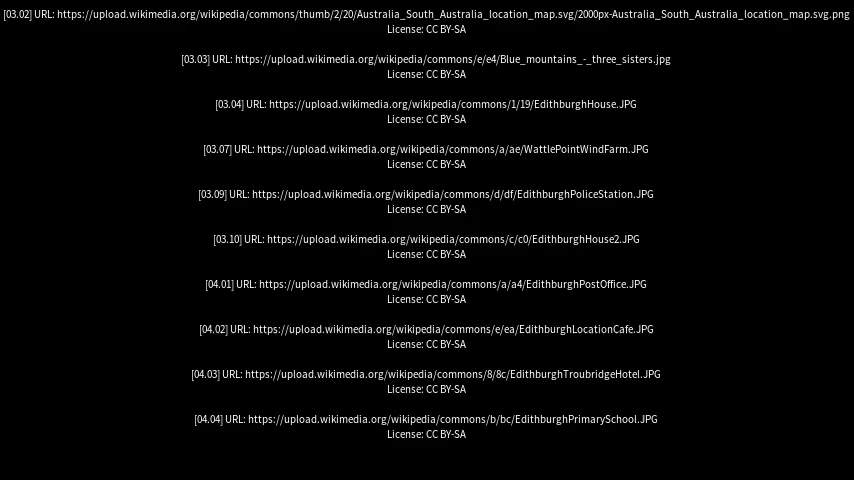 [03.02] URL: https://upload.wikimedia.org/wikipedia/commons/thumb/2/20/Australia_South_Australia_location_map.svg/2000px-Australia_South_Australia_location_map.svg.png
License: CC BY-SA
[03.03] URL: https://upload.wikimedia.org/wikipedia/commons/e/e4/Blue_mountains_-_three_sisters.jpg
License: CC BY-SA
[03.04] URL: https://upload.wikimedia.org/wikipedia/commons/1/19/EdithburghHouse.JPG
License: CC BY-SA
[03.07] URL: https://upload.wikimedia.org/wikipedia/commons/a/ae/WattlePointWindFarm.JPG
License: CC BY-SA
[03.09] URL: https://upload.wikimedia.org/wikipedia/commons/d/df/EdithburghPoliceStation.JPG
License: CC BY-SA
[03.10] URL: https://upload.wikimedia.org/wikipedia/commons/c/c0/EdithburghHouse2.JPG
License: CC BY-SA
[04.01] URL: https://upload.wikimedia.org/wikipedia/commons/a/a4/EdithburghPostOffice.JPG
License: CC BY-SA
[04.02] URL: https://upload.wikimedia.org/wikipedia/commons/e/ea/EdithburghLocationCafe.JPG
License: CC BY-SA
[04.03] URL: https://upload.wikimedia.org/wikipedia/commons/8/8c/EdithburghTroubridgeHotel.JPG
License: CC BY-SA
[04.04] URL: https://upload.wikimedia.org/wikipedia/commons/b/bc/EdithburghPrimarySchool.JPG
License: CC BY-SA